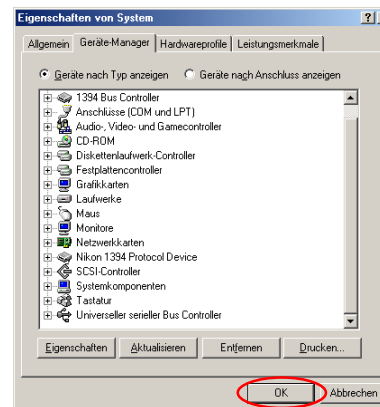 Eigenschaften von System
Allgemein Geräte-Manager Hardwareprofile Leistungsmerkmale
Geräte nach Typ anzeigen Geräte nach Anschluss anzeigen
1394 Bus Controller
Anschlüsse (COM und LPT)
Audio-, Video- und Gamecontroller
CD-ROM
Diskettenlaufwerk-Controller
Festplattencontroller
Grafikkarten
Laufwerke
Maus
Monitore
Netzwerkkarten
Nikon 1394 Protocol Device
SCSI-Controller
Systemkomponenten
Tastatur
Universeller serieller Bus Controller
Eigenschaften Aktualisieren Entfernen Drucken...
OK Abbrechen